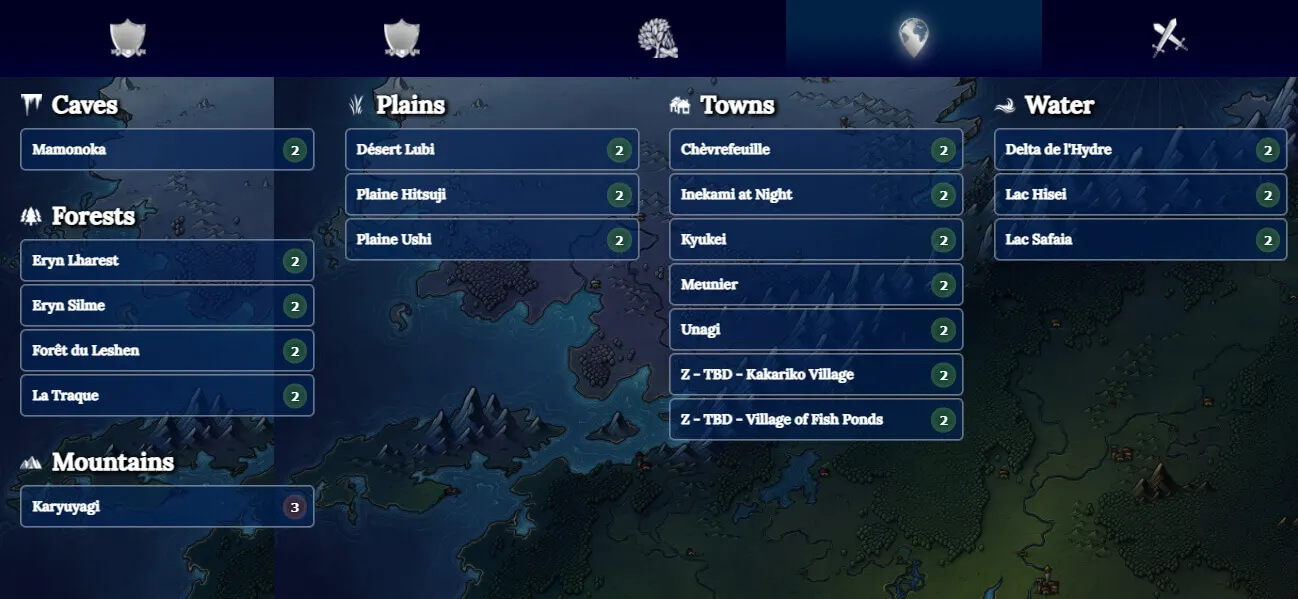 Caves
Mamonoka 2
Forests
Eryn Lharest 2
Eryn Silme 2
Forêt du Leshen 2
La Traque 2
Mountains
Karyuyagi 3
Plains
Désert Lubi 2
Plaine Hitsuji 2
Plaine Ushi 2
Towns
Chèvrefeuille 2
Inekami at Night 2
Kyukei 2
Meunier 2
Unagi 2
Z - TBD - Kakariko Village 2
Z - TBD - Village of Fish Ponds 2
Water
Delta de l'Hydre 2
Lac Hisei 2
Lac Safaia 2